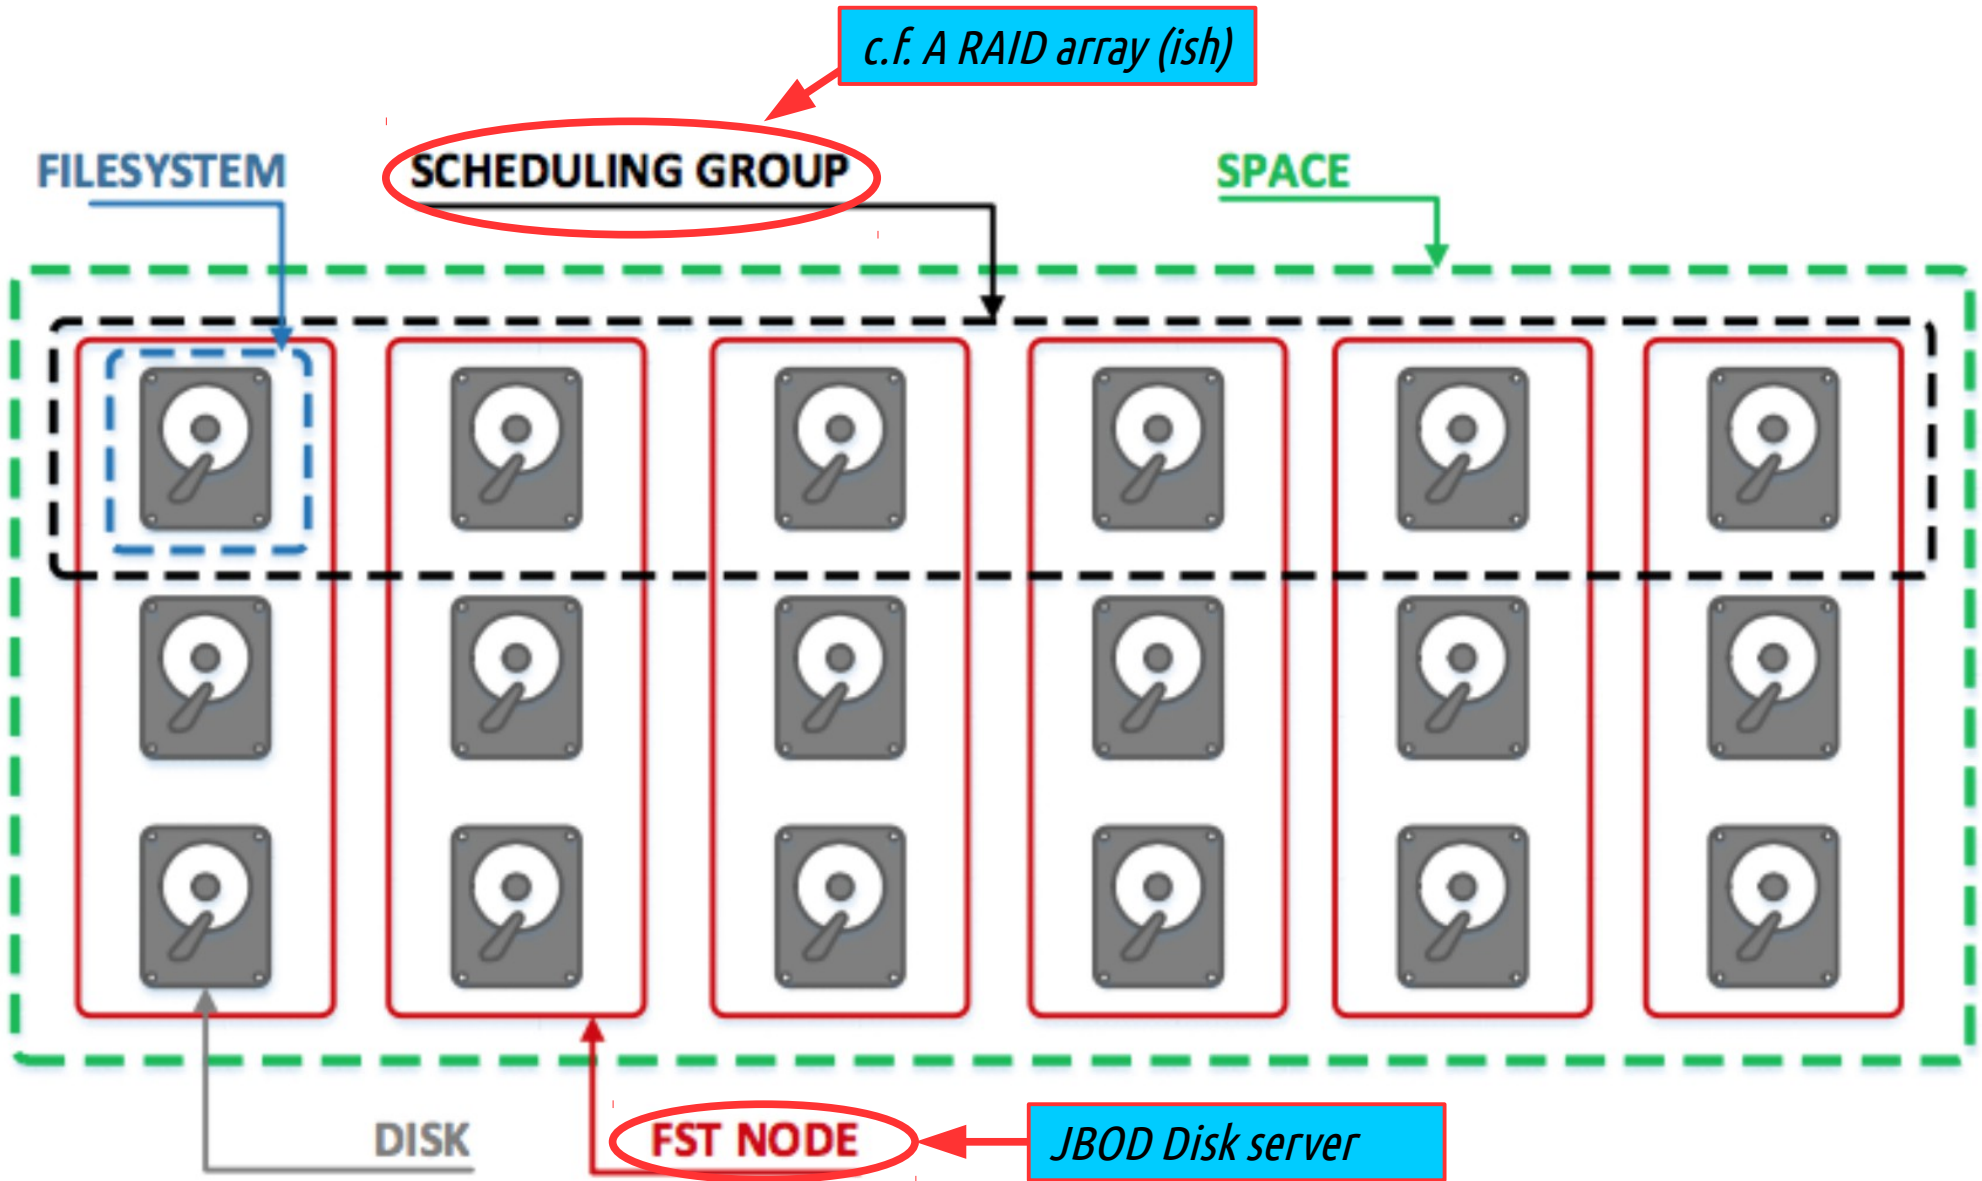 c.f. A RAID array (ish)
FILESYSTEM
SCHEDULING GROUP
SPACE
DISK
FST NODE
JBOD Disk server